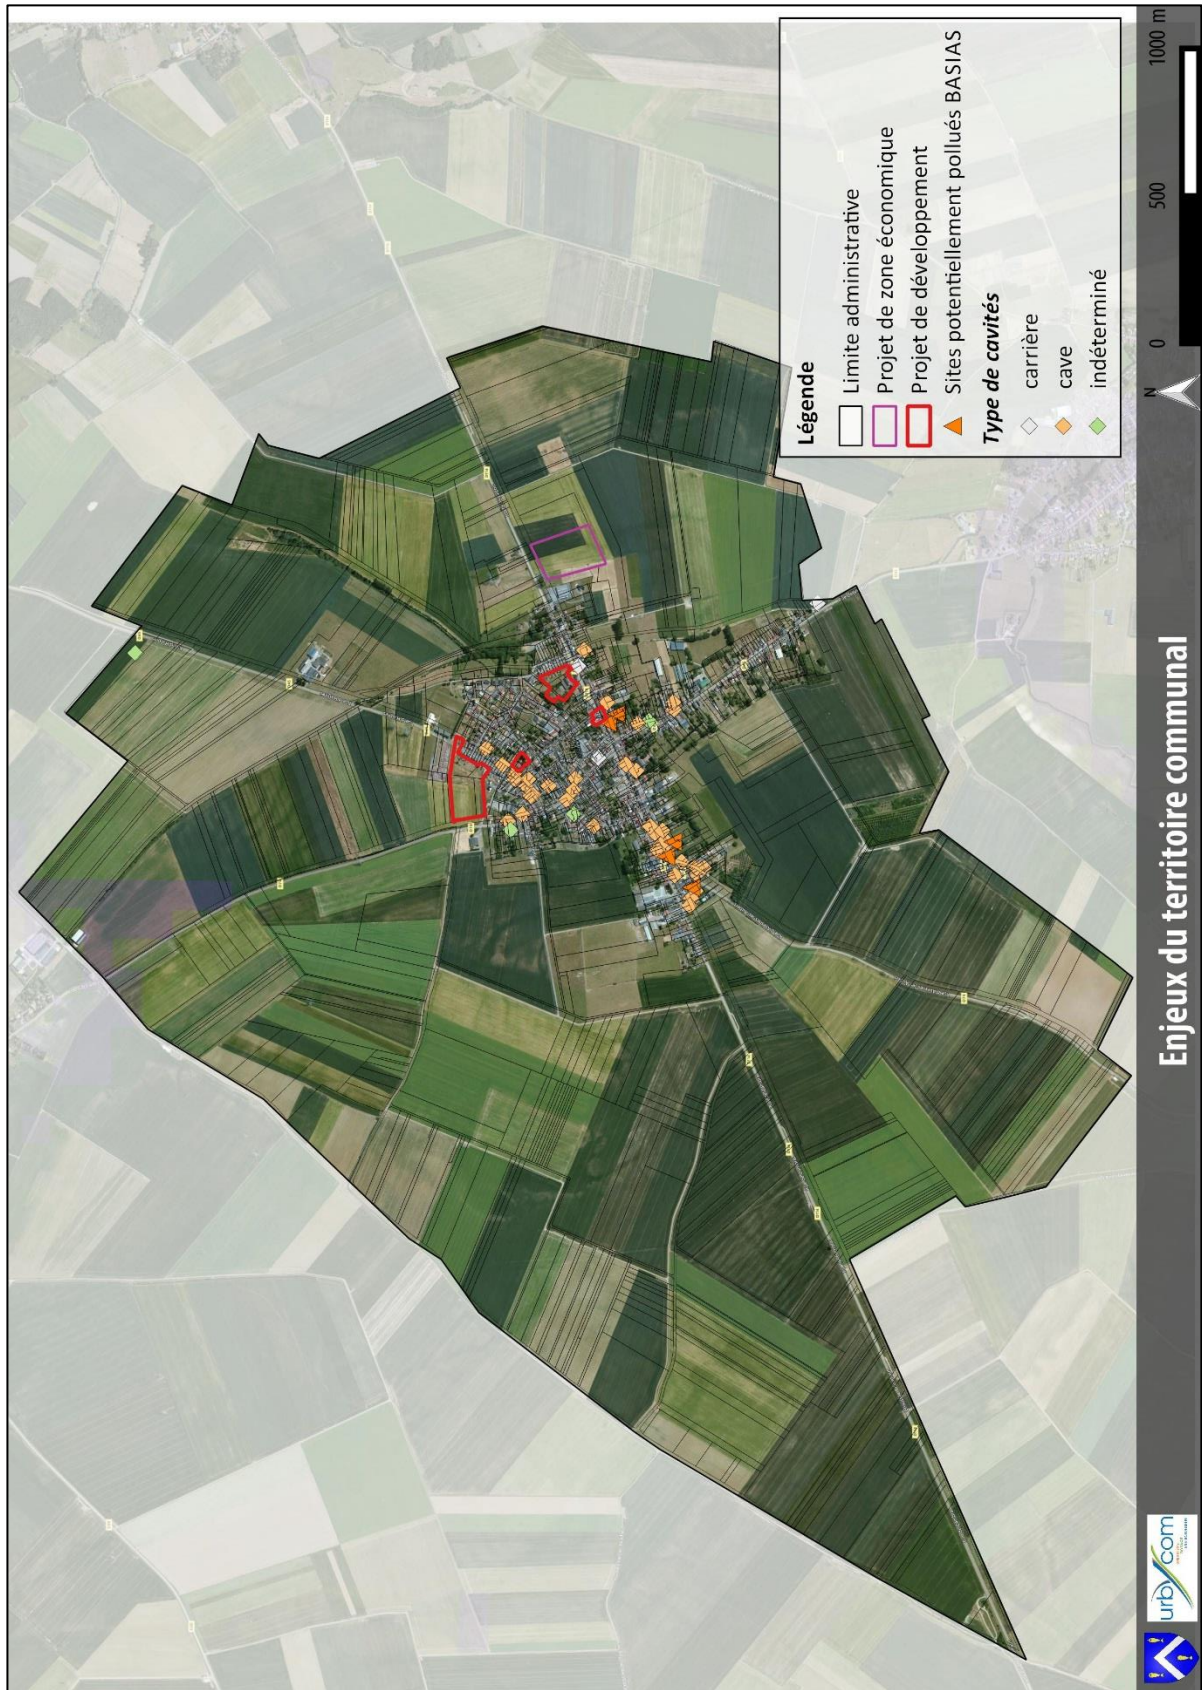 Légende
Limite administrative
Projet de zone économique
Projet de développement
Sites potentiellement pollués BASIAS
Type de cavités
carrière
cave
indéterminé
N
0 500 1000 m
Enjeux du territoire communal
urbycom